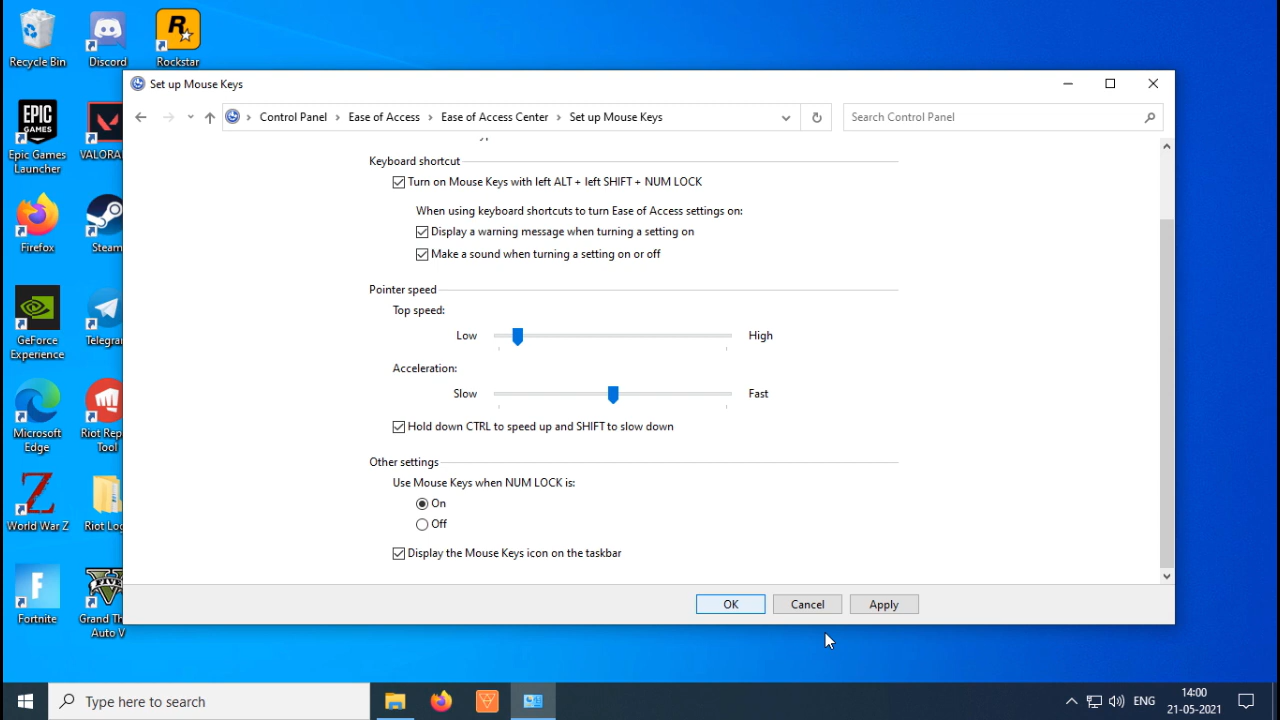 Recycle Bin
Discord
Rockstar
EPIC
GAMES
Epic Games
Launcher
VALORA
Firefox
Steam
GeForce
Experience
Telegra
Microsoft
Edge
Riot Rep
Tool
World War Z
Riot Lo
Fortnite
Grand Th
Auto V
Set up Mouse Keys
Control Panel > Ease of Access > Ease of Access Center > Set up Mouse Keys
Search Control Panel
Keyboard shortcut
Turn on Mouse Keys with left ALT + left SHIFT + NUM LOCK
When using keyboard shortcuts to turn Ease of Access settings on:
Display a warning message when turning a setting on
Make a sound when turning a setting on or off
Pointer speed
Top speed:
Low High
Acceleration:
Slow Fast
Hold down CTRL to speed up and SHIFT to slow down
Other settings
Use Mouse Keys when NUM LOCK is:
On
Off
Display the Mouse Keys icon on the taskbar
OK Cancel Apply
Type here to search
ENG
14:00
21-05-2021